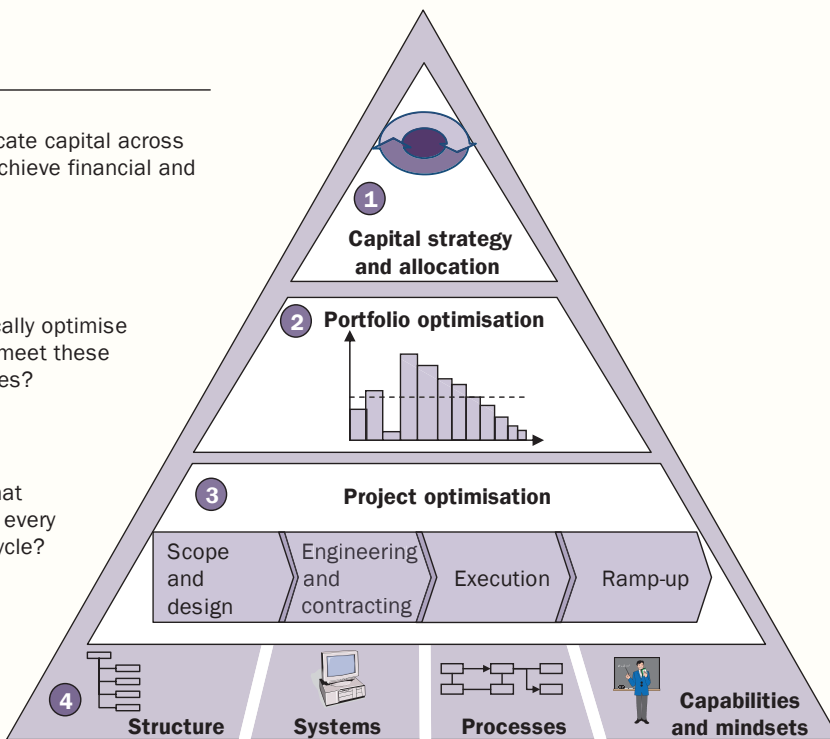 cate capital across
chieve financial and
cally optimise
meet these
es?
at
every
ycle?
1
Capital strategy
and allocation
2 Portfolio optimisation
3 Project optimisation
Scope
and
design
Engineering
and
contracting
Execution
Ramp-up
4
Structure
Systems
Processes
Capabilities
and mindsets